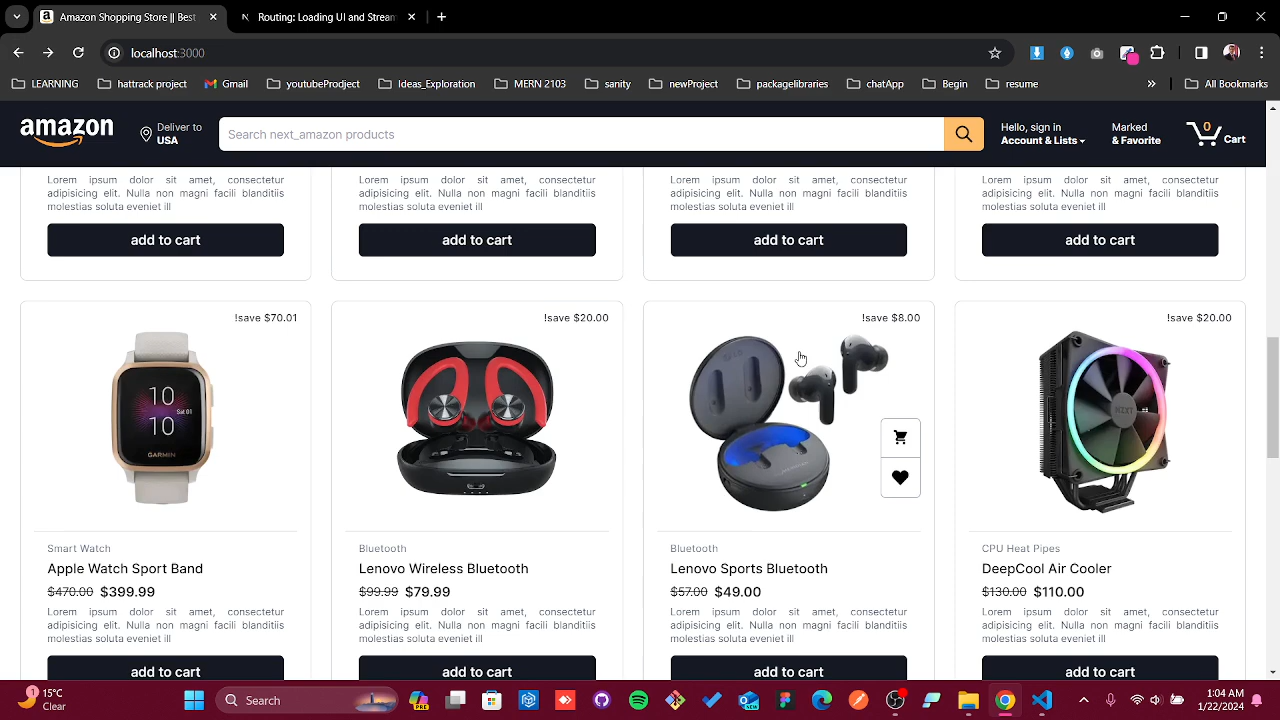 Amazon Shopping Store || Best
Routing: Loading UI and Stream
localhost:3000
LEARNING
hattrack project
Gmail
youtubeProdject
Ideas_Exploration
MERN 2103
sanity
newProject
packagelibraries
chatApp
Begin
resume
All Bookmarks
amazon
Deliver to
USA
Search next_amazon products
Hello, sign in
Account & Lists
Marked
& Favorite
0
Cart
Lorem ipsum dolor sit amet, consectetur
adipisicing elit. Nulla non magni facili blanditiis
molestias soluta eveniet ill
add to cart
Lorem ipsum dolor sit amet, consectetur
adipisicing elit. Nulla non magni facili blanditiis
molestias soluta eveniet ill
add to cart
Lorem ipsum dolor sit amet, consectetur
adipisicing elit. Nulla non magni facili blanditiis
molestias soluta eveniet ill
add to cart
Lorem ipsum dolor sit amet, consectetur
adipisicing elit. Nulla non magni facili blanditiis
molestias soluta eveniet ill
add to cart
!save $70.01
10
Sat 01
10
GARMIN
Smart Watch
Apple Watch Sport Band
$470.00 $399.99
Lorem ipsum dolor sit amet, consectetur
adipisicing elit. Nulla non magni facili blanditiis
molestias soluta eveniet ill
add to cart
!save $20.00
Bluetooth
Lenovo Wireless Bluetooth
$99.99 $79.99
Lorem ipsum dolor sit amet, consectetur
adipisicing elit. Nulla non magni facili blanditiis
molestias soluta eveniet ill
add to cart
!save $8.00
Bluetooth
Lenovo Sports Bluetooth
$57.00 $49.00
Lorem ipsum dolor sit amet, consectetur
adipisicing elit. Nulla non magni facili blanditiis
molestias soluta eveniet ill
add to cart
!save $20.00
NZXT
CPU Heat Pipes
DeepCool Air Cooler
$130.00 $110.00
Lorem ipsum dolor sit amet, consectetur
adipisicing elit. Nulla non magni facili blanditiis
molestias soluta eveniet ill
add to cart
1
15°C
Clear
Search
1:04 AM
1/22/2024